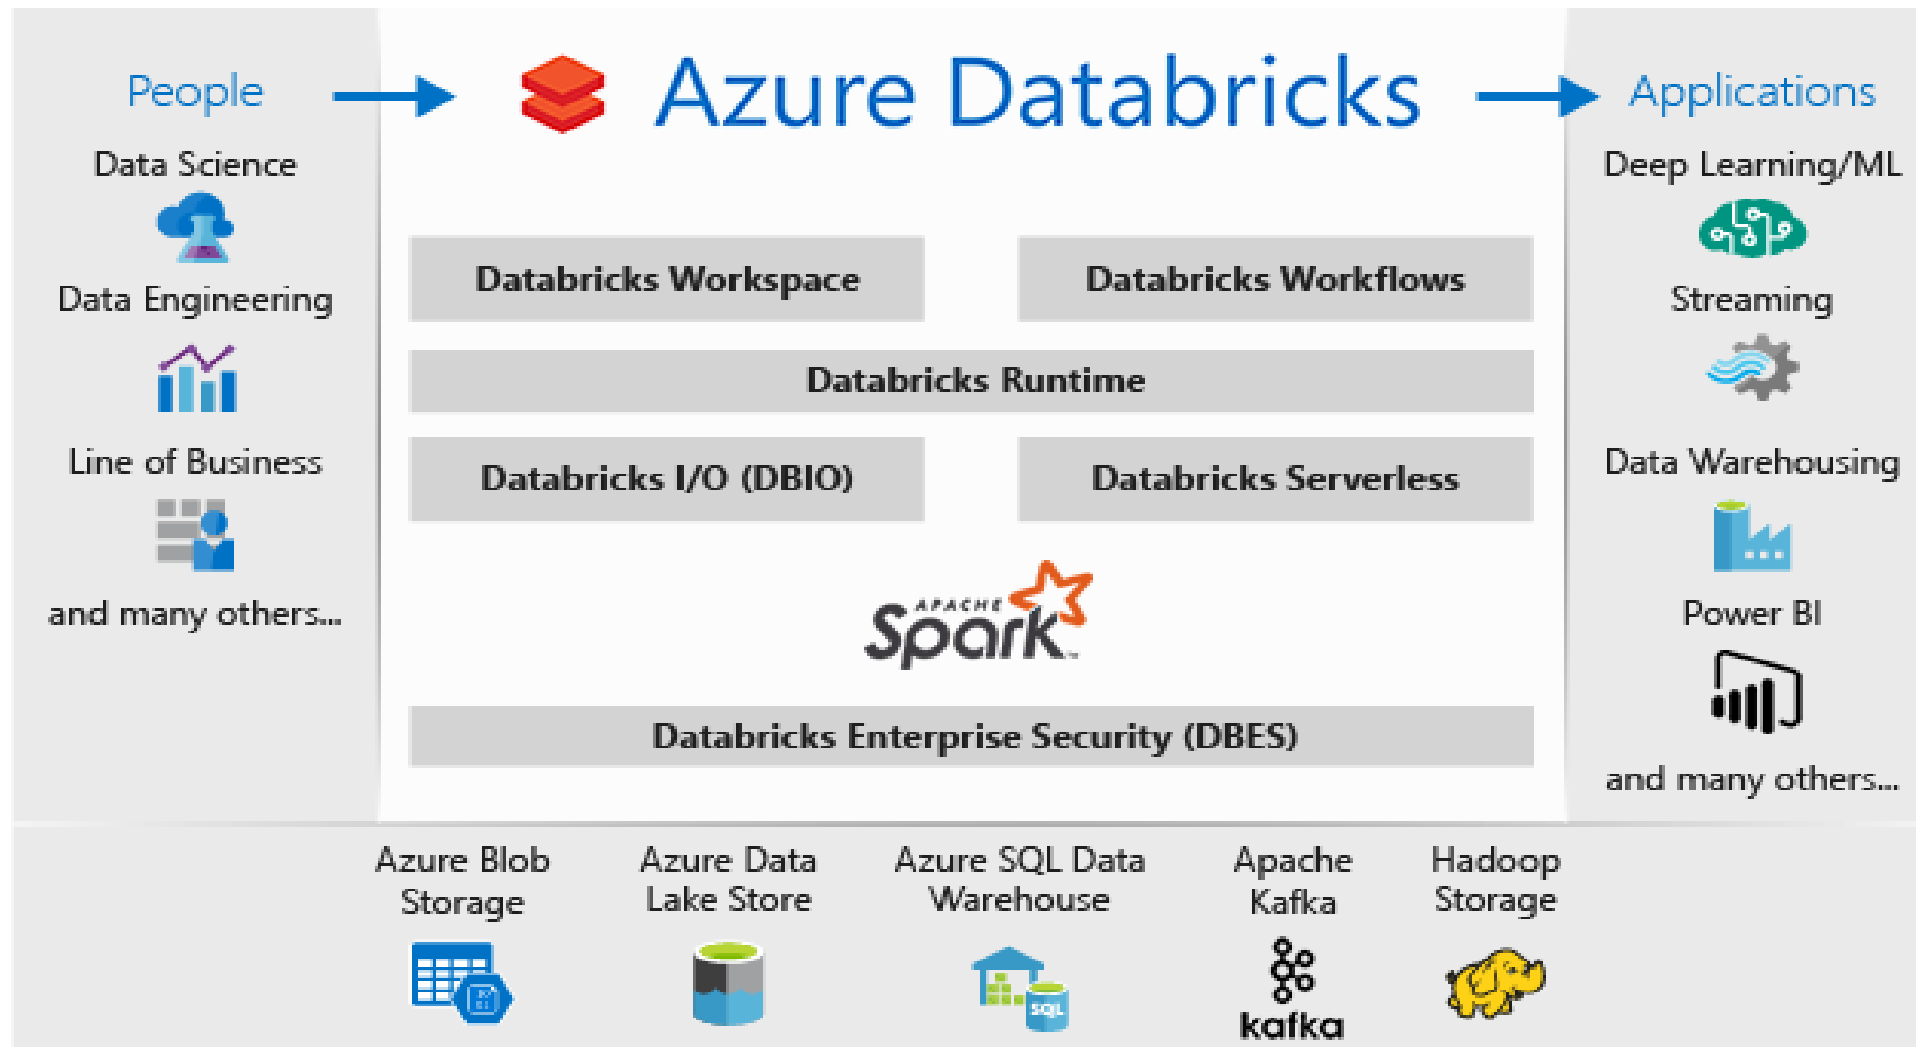 People
Azure Databricks
Applications
Data Science
Data Engineering
Line of Business
and many others...
Databricks Workspace
Databricks Workflows
Databricks Runtime
Databricks I/O (DBIO)
Databricks Serverless
APACHE
Spark™
Databricks Enterprise Security (DBES)
Deep Learning/ML
Streaming
Data Warehousing
Power BI
and many others...
Azure Blob
Storage
Azure Data
Lake Store
Azure SQL Data
Warehouse
SQL
Apache
Kafka
kafka
Hadoop
Storage